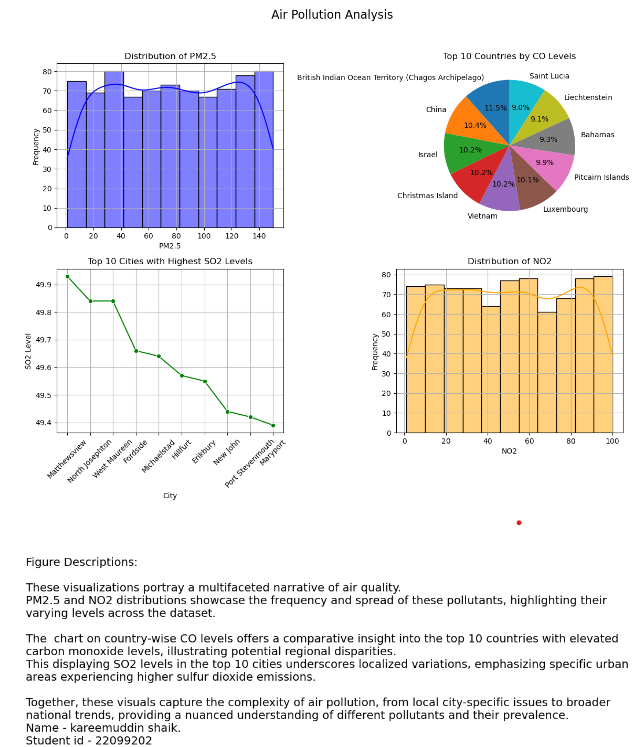 Air Pollution Analysis
Distribution of PM2.5
80
70
60
50
40
30
20
10
0
Frequency
0 20 40 60 80 100 120 140
PM2.5
Top 10 Countries by CO Levels
British Indian Ocean Territory (Chagos Archipelago)
11.5%
China
10.4%
Israel
10.2%
Christmas Island
10.2%
Vietnam
10.2%
Luxembourg
10.1%
Pitcairn Islands
9.9%
Bahamas
9.3%
Liechtenstein
9.1%
Saint Lucia
9.0%
Top 10 Cities with Highest SO2 Levels
49.9
49.8
49.7
49.6
49.5
49.4
SO2 Level
Matthewsview
North Josephton
West Maureen
Fordside
Michaelstad
Hillfurt
Erikbury
New John
Port Stevenmouth
Maryport
City
Distribution of NO2
80
70
60
50
40
30
20
10
0
Frequency
0 20 40 60 80 100
NO2
Figure Descriptions:
These visualizations portray a multifaceted narrative of air quality.
PM2.5 and NO2 distributions showcase the frequency and spread of these pollutants, highlighting their
varying levels across the dataset.
The  chart on country-wise CO levels offers a comparative insight into the top 10 countries with elevated
carbon monoxide levels, illustrating potential regional disparities.
This displaying SO2 levels in the top 10 cities underscores localized variations, emphasizing specific urban
areas experiencing higher sulfur dioxide emissions.
Together, these visuals capture the complexity of air pollution, from local city-specific issues to broader
national trends, providing a nuanced understanding of different pollutants and their prevalence.
Name - kareemuddin shaik.
Student id - 22099202